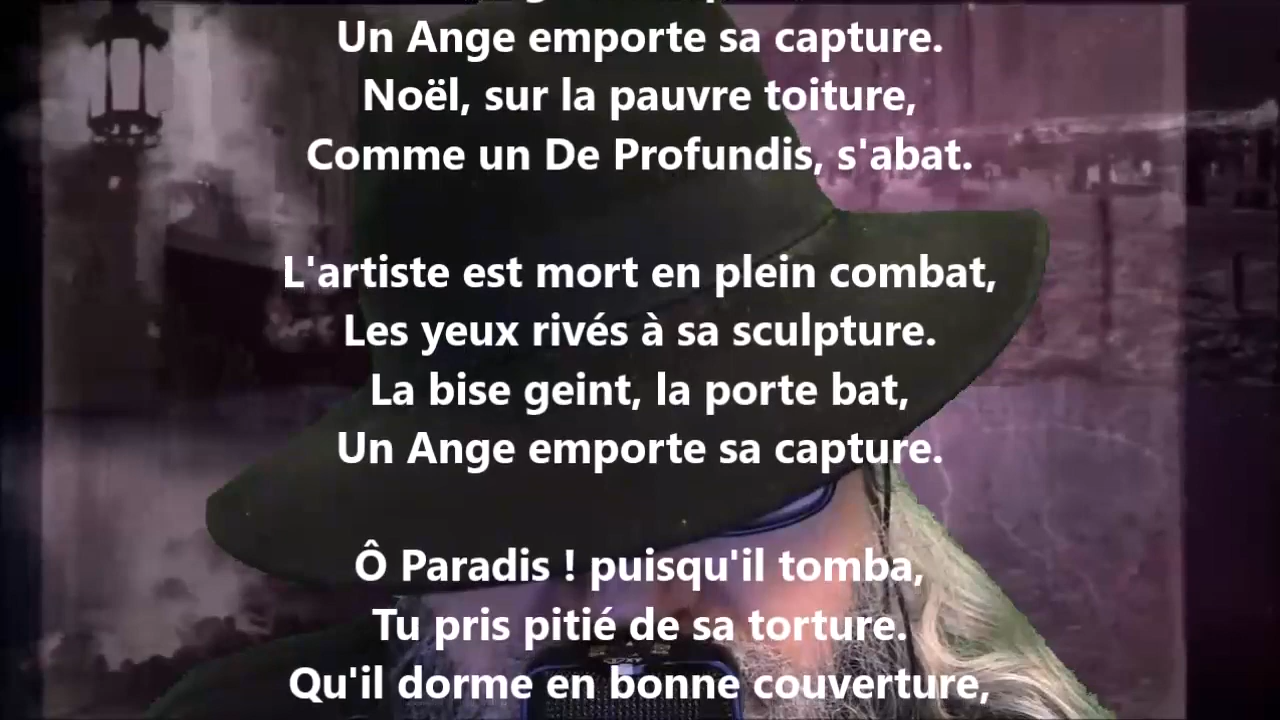 Un Ange emporte sa capture.
Noël, sur la pauvre toiture,
Comme un De Profundis, s'abat.
L'artiste est mort en plein combat,
Les yeux rivés à sa sculpture.
La bise geint, la porte bat,
Un Ange emporte sa capture.
Ô Paradis ! puisqu'il tomba,
Tu pris pitié de sa torture.
Qu'il dorme en bonne couverture,